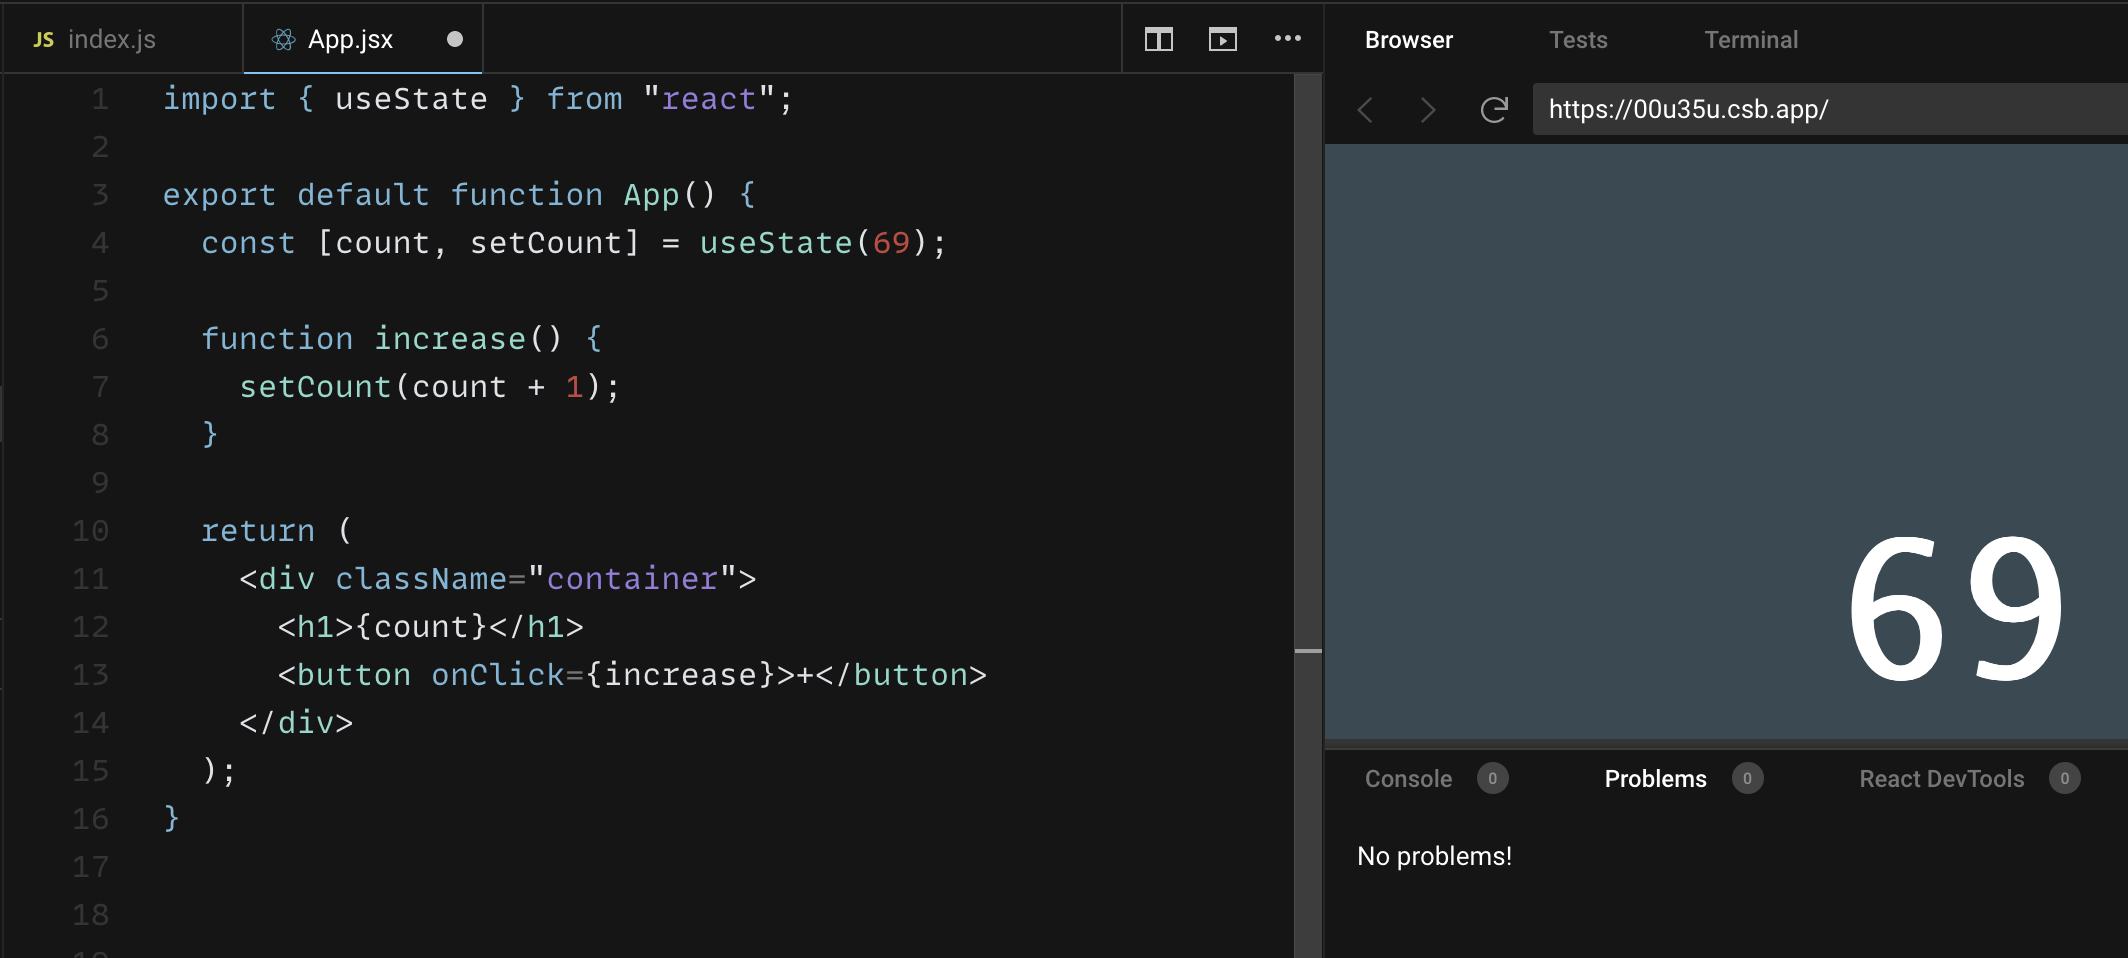 JS index.js
App.jsx
1 import { useState } from "react";
2
3 export default function App() {
4 const [count, setCount] = useState(69);
5
6 function increase() {
7 setCount(count + 1);
8 }
9
10 return (
11 <div className="container">
12 <h1>{count}</h1>
13 <button onClick={increase}>+</button>
14 </div>
15 );
16 }
17
18
Browser Tests Terminal
https://00u35u.csb.app/
69
Console 0 Problems 0 React DevTools 0
No problems!